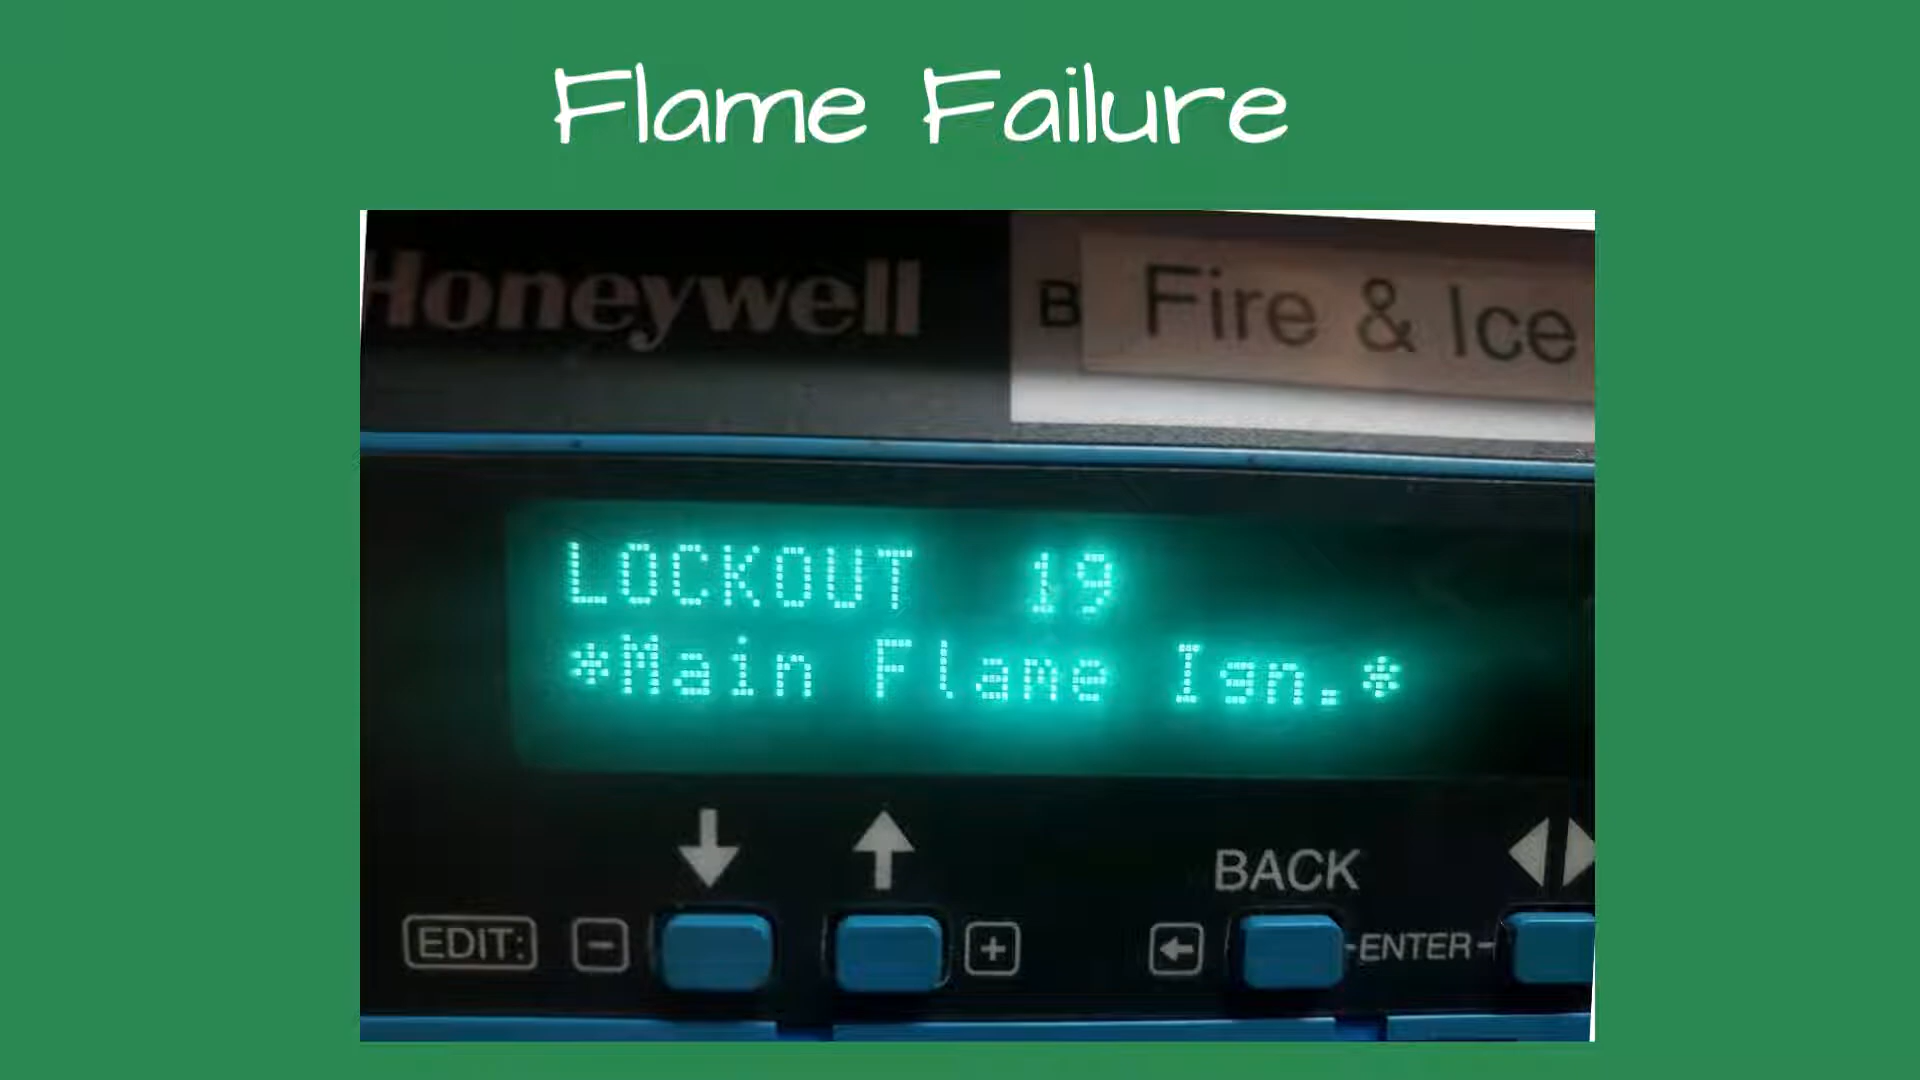 Flame Failure
Honeywell
B Fire & Ice
LOCKOUT 19
*Main Flame Ign.*
BACK
EDIT: - + ENTER